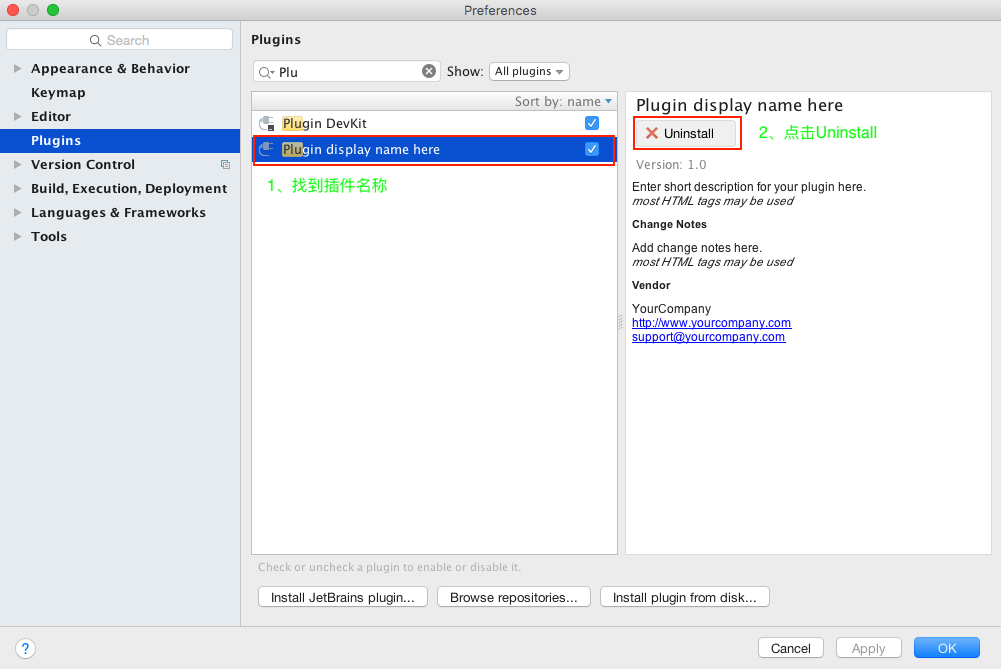 Preferences
Search
Appearance & Behavior
Keymap
Editor
Plugins
Version Control
Build, Execution, Deployment
Languages & Frameworks
Tools
Plugins
Plu
Show: All plugins
Sort by: name
Plugin DevKit
Plugin display name here
1、找到插件名称
Plugin display name here
Uninstall
2、点击Uninstall
Version: 1.0
Enter short description for your plugin here.
most HTML tags may be used
Change Notes
Add change notes here.
most HTML tags may be used
Vendor
YourCompany
http://www.yourcompany.com
support@yourcompany.com
Check or uncheck a plugin to enable or disable it.
Install JetBrains plugin...
Browse repositories...
Install plugin from disk...
?
Cancel
Apply
OK